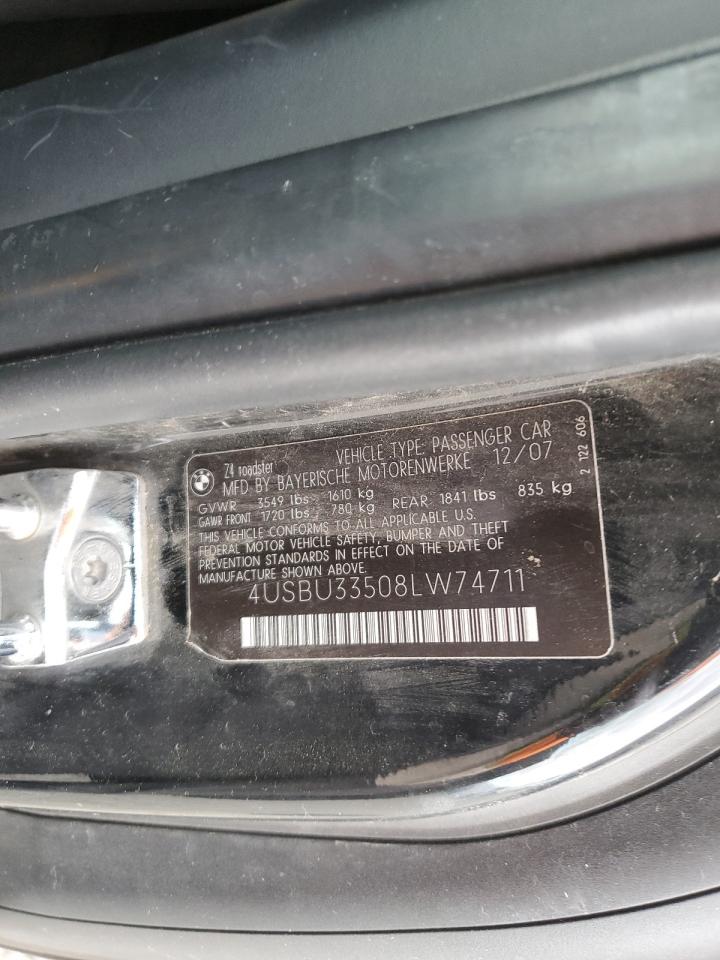 Z4 roadster VEHICLE TYPE: PASSENGER CAR
MFD BY BAYERISCHE MOTORENWERKE 12/07
GVWR 3549 lbs 1610 kg
GAWR FRONT 1720 lbs 780 kg REAR: 1841 lbs 835 kg
THIS VEHICLE CONFORMS TO ALL APPLICABLE U.S.
FEDERAL MOTOR VEHICLE SAFETY, BUMPER AND THEFT
PREVENTION STANDARDS IN EFFECT ON THE DATE OF
MANUFACTURE SHOWN ABOVE.
4USBU33508LW74711
2 122 606